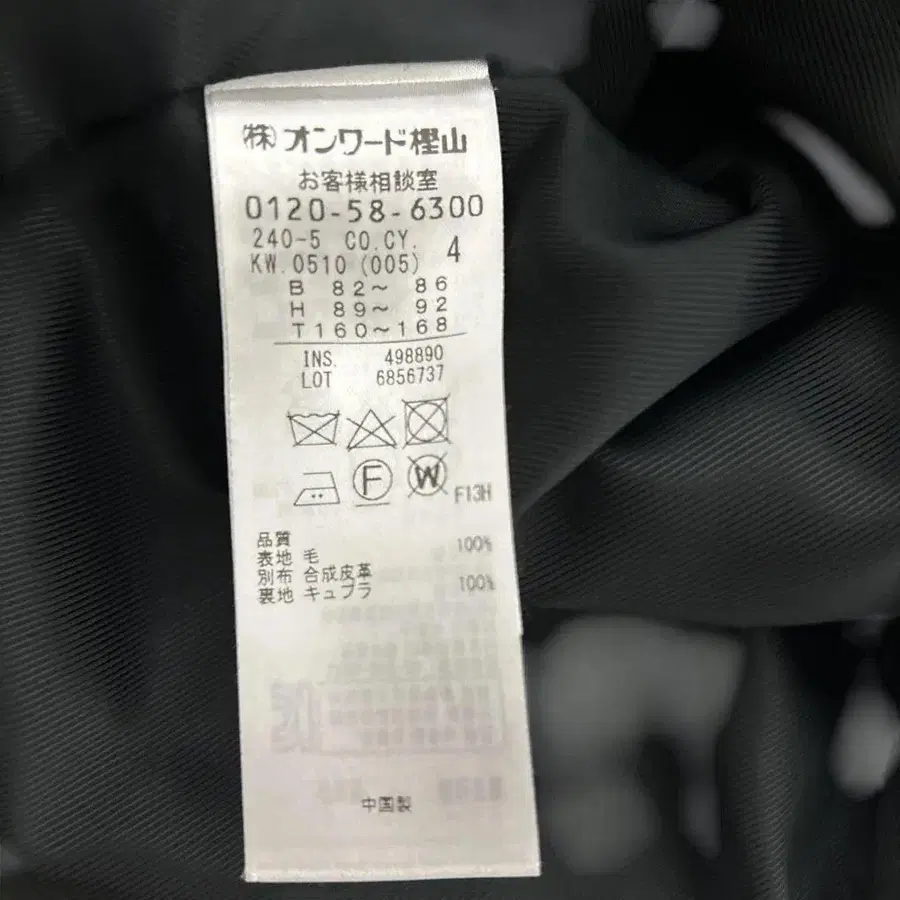 ㈱オンワード樫山
お客様相談室
0120-58-6300
240-5 CO.CY. 4
KW.0510 (005)
B 82～ 86
H 89～ 92
T160～168
INS. 498890
LOT 6856737
F W F13H
品質
表地 毛 100%
別布 合成皮革
裏地 キュプラ 100%
中国製